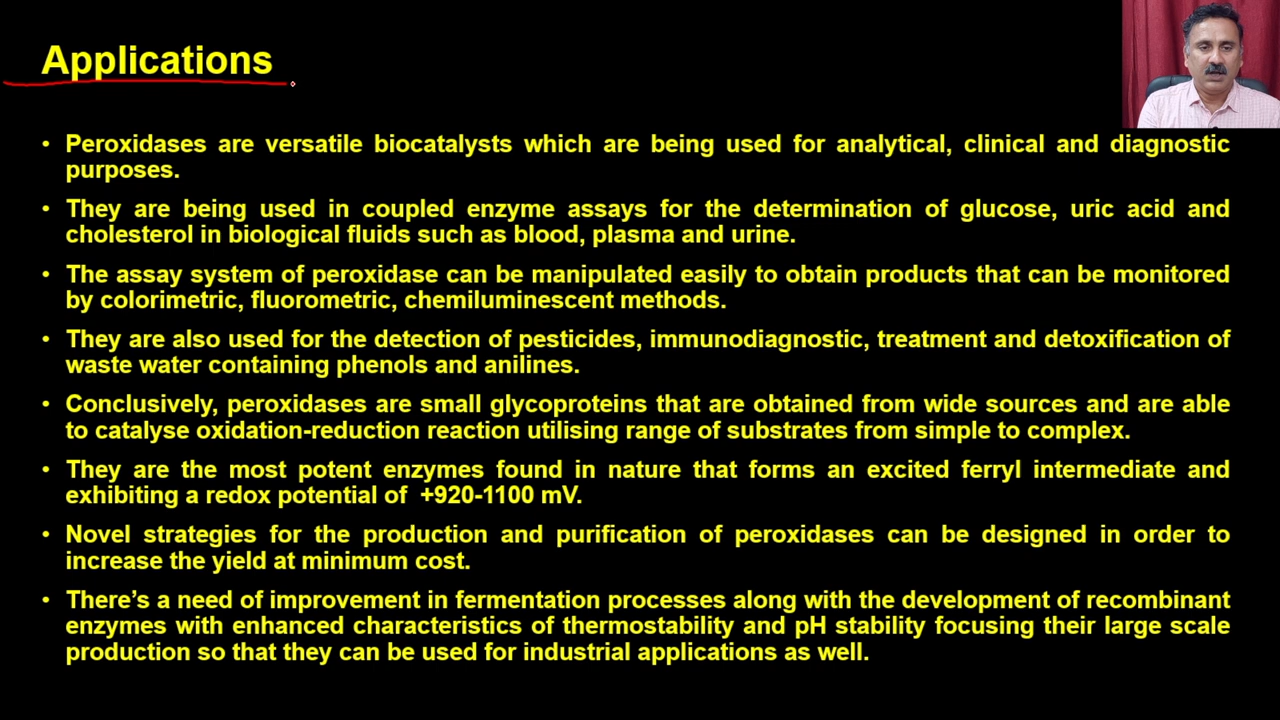 Applications
• Peroxidases are versatile biocatalysts which are being used for analytical, clinical and diagnostic
purposes.
• They are being used in coupled enzyme assays for the determination of glucose, uric acid and
cholesterol in biological fluids such as blood, plasma and urine.
• The assay system of peroxidase can be manipulated easily to obtain products that can be monitored
by colorimetric, fluorometric, chemiluminescent methods.
• They are also used for the detection of pesticides, immunodiagnostic, treatment and detoxification of
waste water containing phenols and anilines.
• Conclusively, peroxidases are small glycoproteins that are obtained from wide sources and are able
to catalyse oxidation-reduction reaction utilising range of substrates from simple to complex.
• They are the most potent enzymes found in nature that forms an excited ferryl intermediate and
exhibiting a redox potential of +920-1100 mV.
• Novel strategies for the production and purification of peroxidases can be designed in order to
increase the yield at minimum cost.
• There’s a need of improvement in fermentation processes along with the development of recombinant
enzymes with enhanced characteristics of thermostability and pH stability focusing their large scale
production so that they can be used for industrial applications as well.